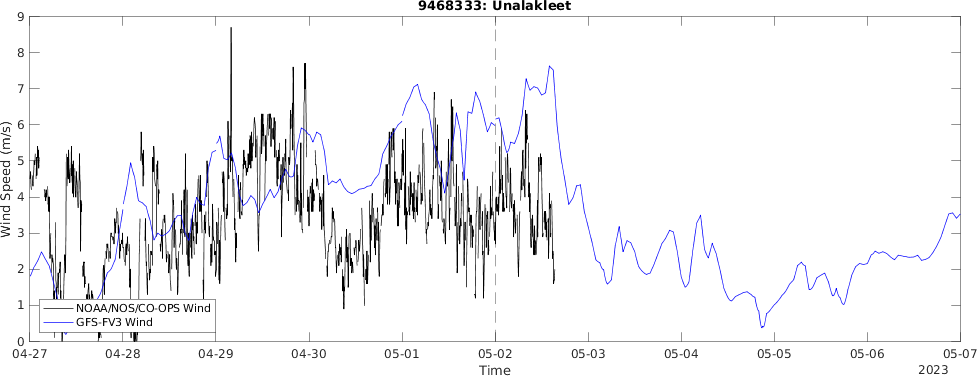 9468333: Unalakleet
Wind Speed (m/s)
9
8
7
6
5
4
3
2
1
0
NOAA/NOS/CO-OPS Wind
GFS-FV3 Wind
04-27 04-28 04-29 04-30 05-01 05-02 05-03 05-04 05-05 05-06 05-07
Time
2023